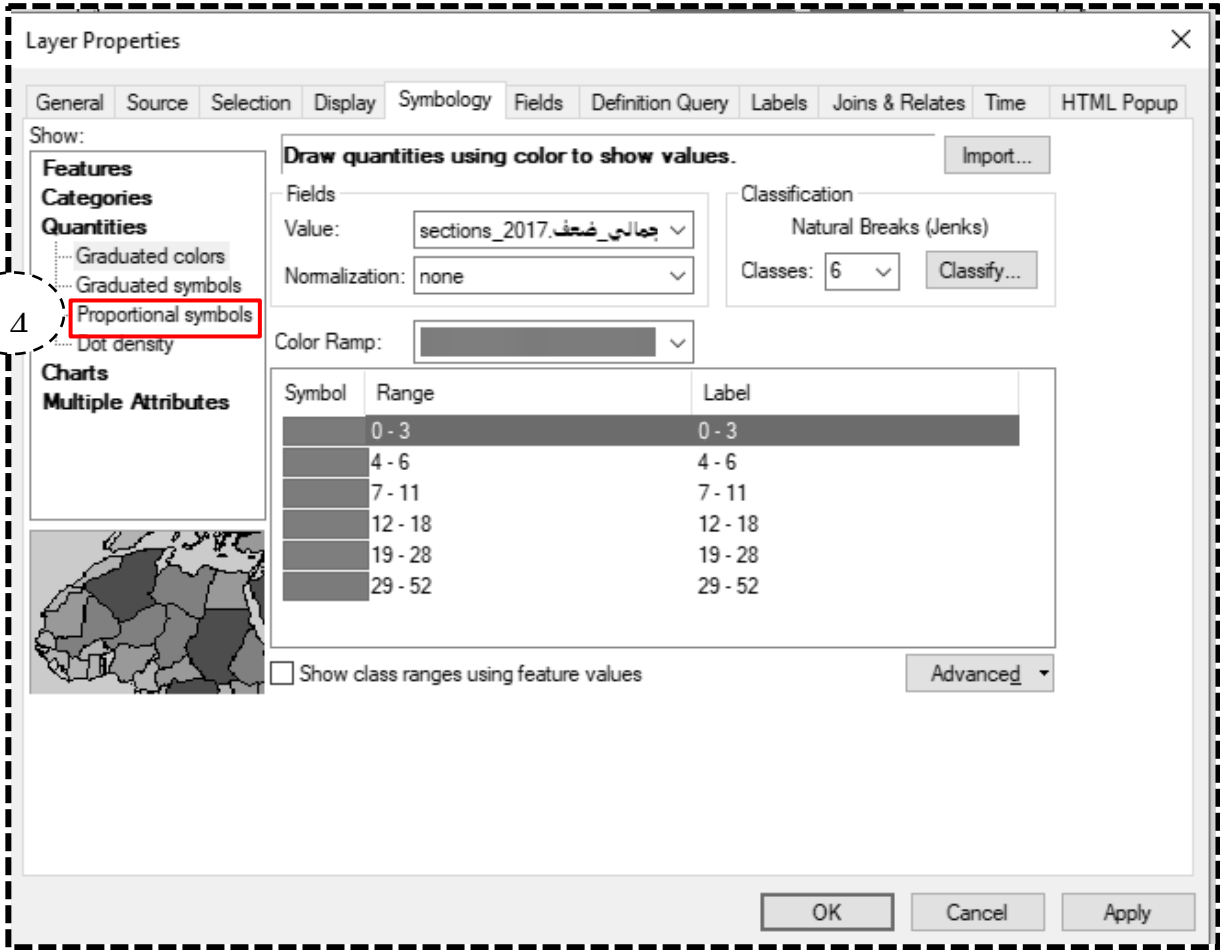 Layer Properties
General Source Selection Display Symbology Fields Definition Query Labels Joins & Relates Time HTML Popup
Show:
Features
Categories
Quantities
Graduated colors
Graduated symbols
Proportional symbols
Dot density
Charts
Multiple Attributes
4
Draw quantities using color to show values.
Import...
Fields
Value: sections_2017.جمالي_ضعف
Normalization: none
Classification
Natural Breaks (Jenks)
Classes: 6 Classify...
Color Ramp:
Symbol Range Label
0 - 3 0 - 3
4 - 6 4 - 6
7 - 11 7 - 11
12 - 18 12 - 18
19 - 28 19 - 28
29 - 52 29 - 52
Show class ranges using feature values
Advanced
OK Cancel Apply